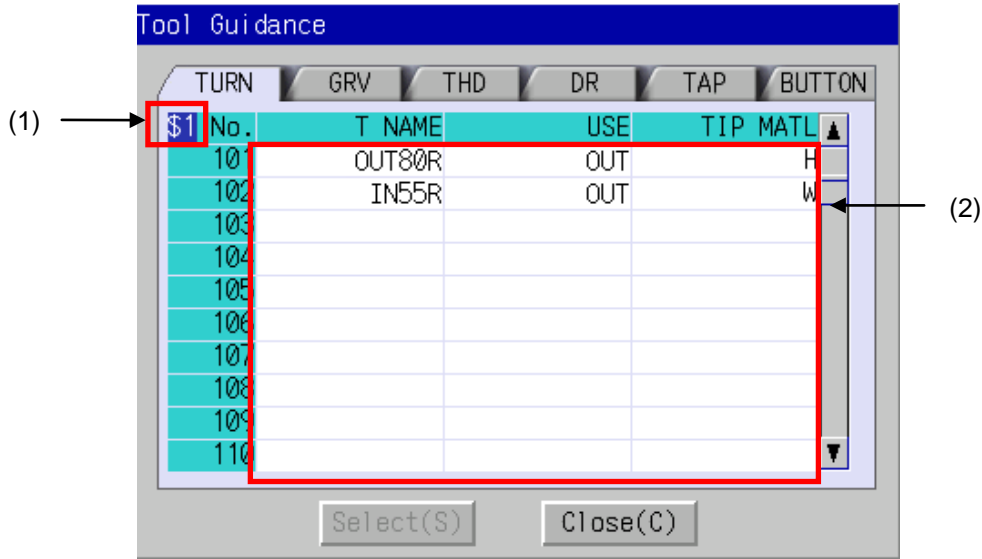 Tool Guidance
TURN GRV THD DR TAP BUTTON
(1) $1 No. T NAME USE TIP MATL
101 OUT80R OUT H
102 IN55R OUT W
(2)
103
104
105
106
107
108
109
110
Select(S) Close(C)